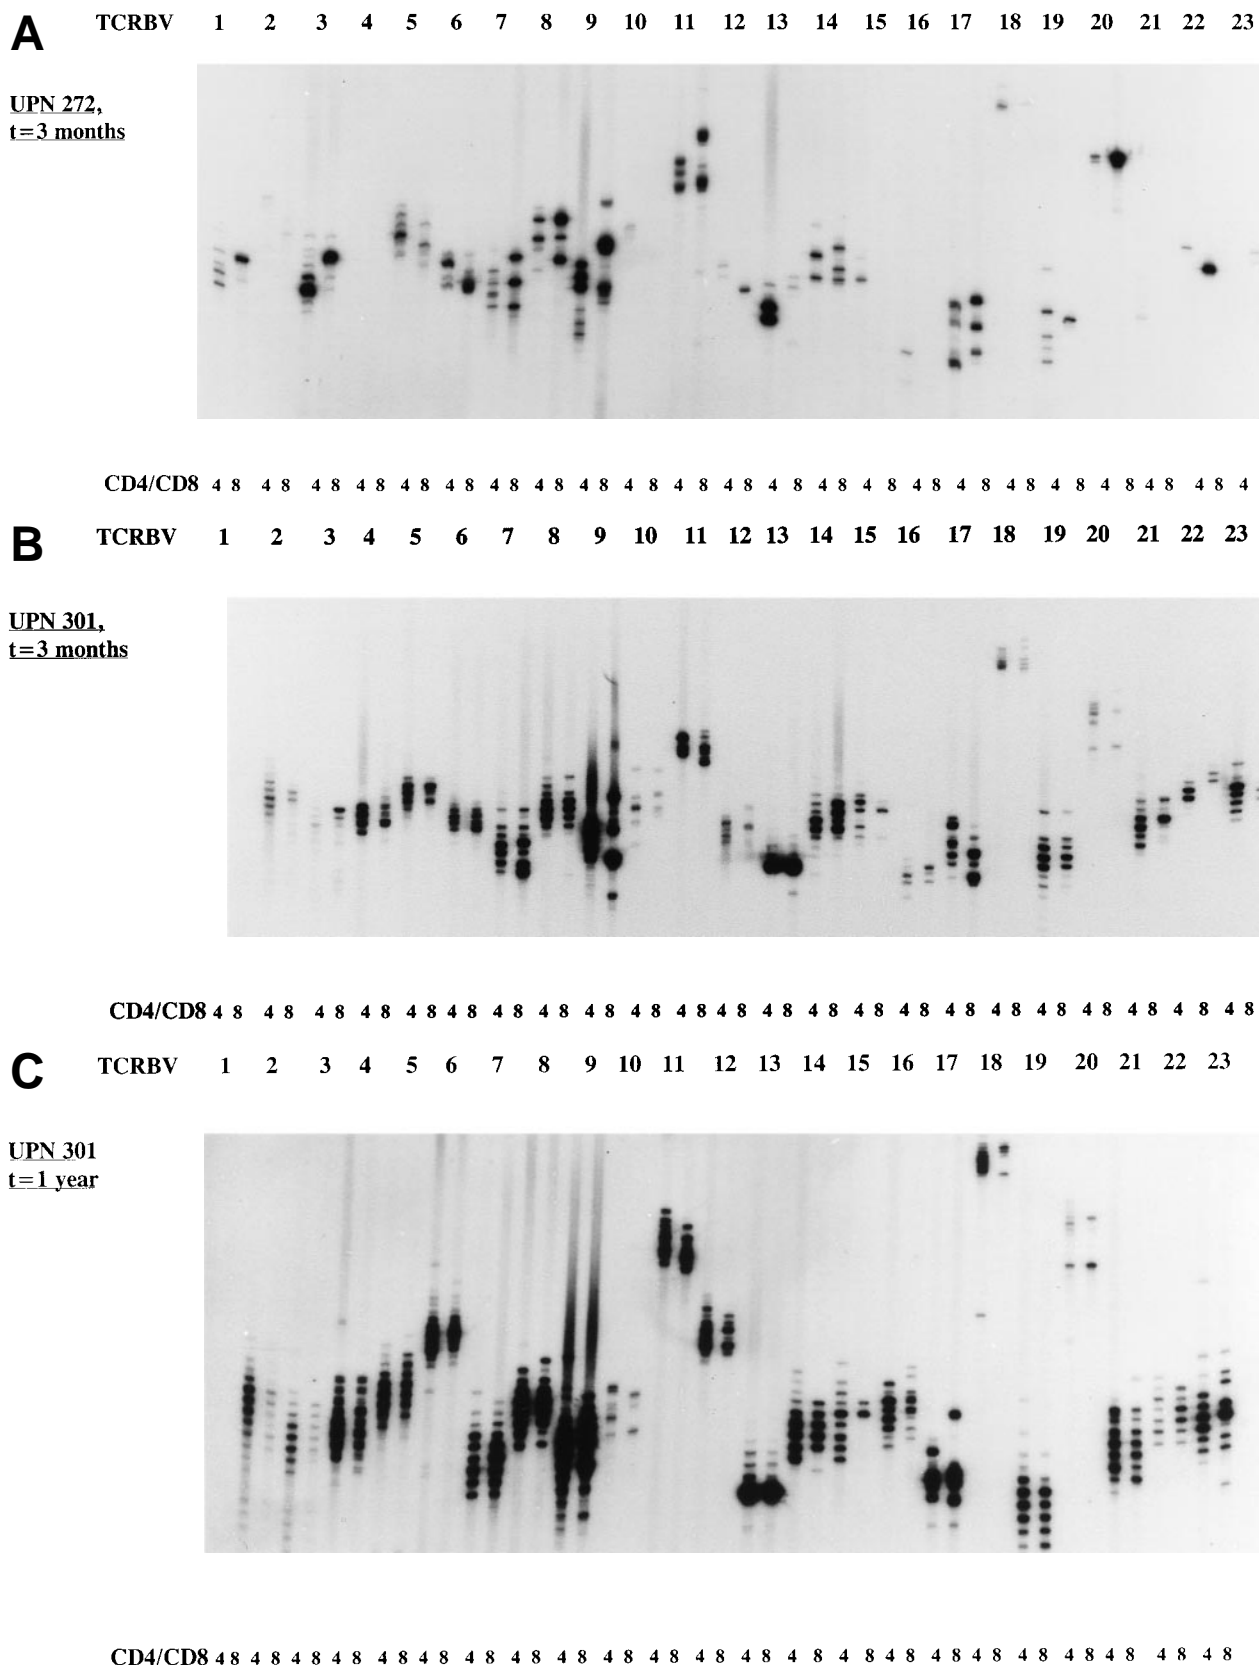 A TCRBV 1 2 3 4 5 6 7 8 9 10 11 12 13 14 15 16 17 18 19 20 21 22 23
UPN 272,
t=3 months
CD4/CD8 4 8 4 8 4 8 4 8 4 8 4 8 4 8 4 8 4 8 4 8 4 8 4 8 4 8 4 8 4 8 4 8 4 8 4 8 4 8 4 8 4 8 4 8 4
B TCRBV 1 2 3 4 5 6 7 8 9 10 11 12 13 14 15 16 17 18 19 20 21 22 23
UPN 301,
t=3 months
CD4/CD8 4 8 4 8 4 8 4 8 4 8 4 8 4 8 4 8 4 8 4 8 4 8 4 8 4 8 4 8 4 8 4 8 4 8 4 8 4 8 4 8 4 8 4 8 4 8
C TCRBV 1 2 3 4 5 6 7 8 9 10 11 12 13 14 15 16 17 18 19 20 21 22 23
UPN 301
t=1 year
CD4/CD8 4 8 4 8 4 8 4 8 4 8 4 8 4 8 4 8 4 8 4 8 4 8 4 8 4 8 4 8 4 8 4 8 4 8 4 8 4 8 4 8 4 8 4 8 4 8